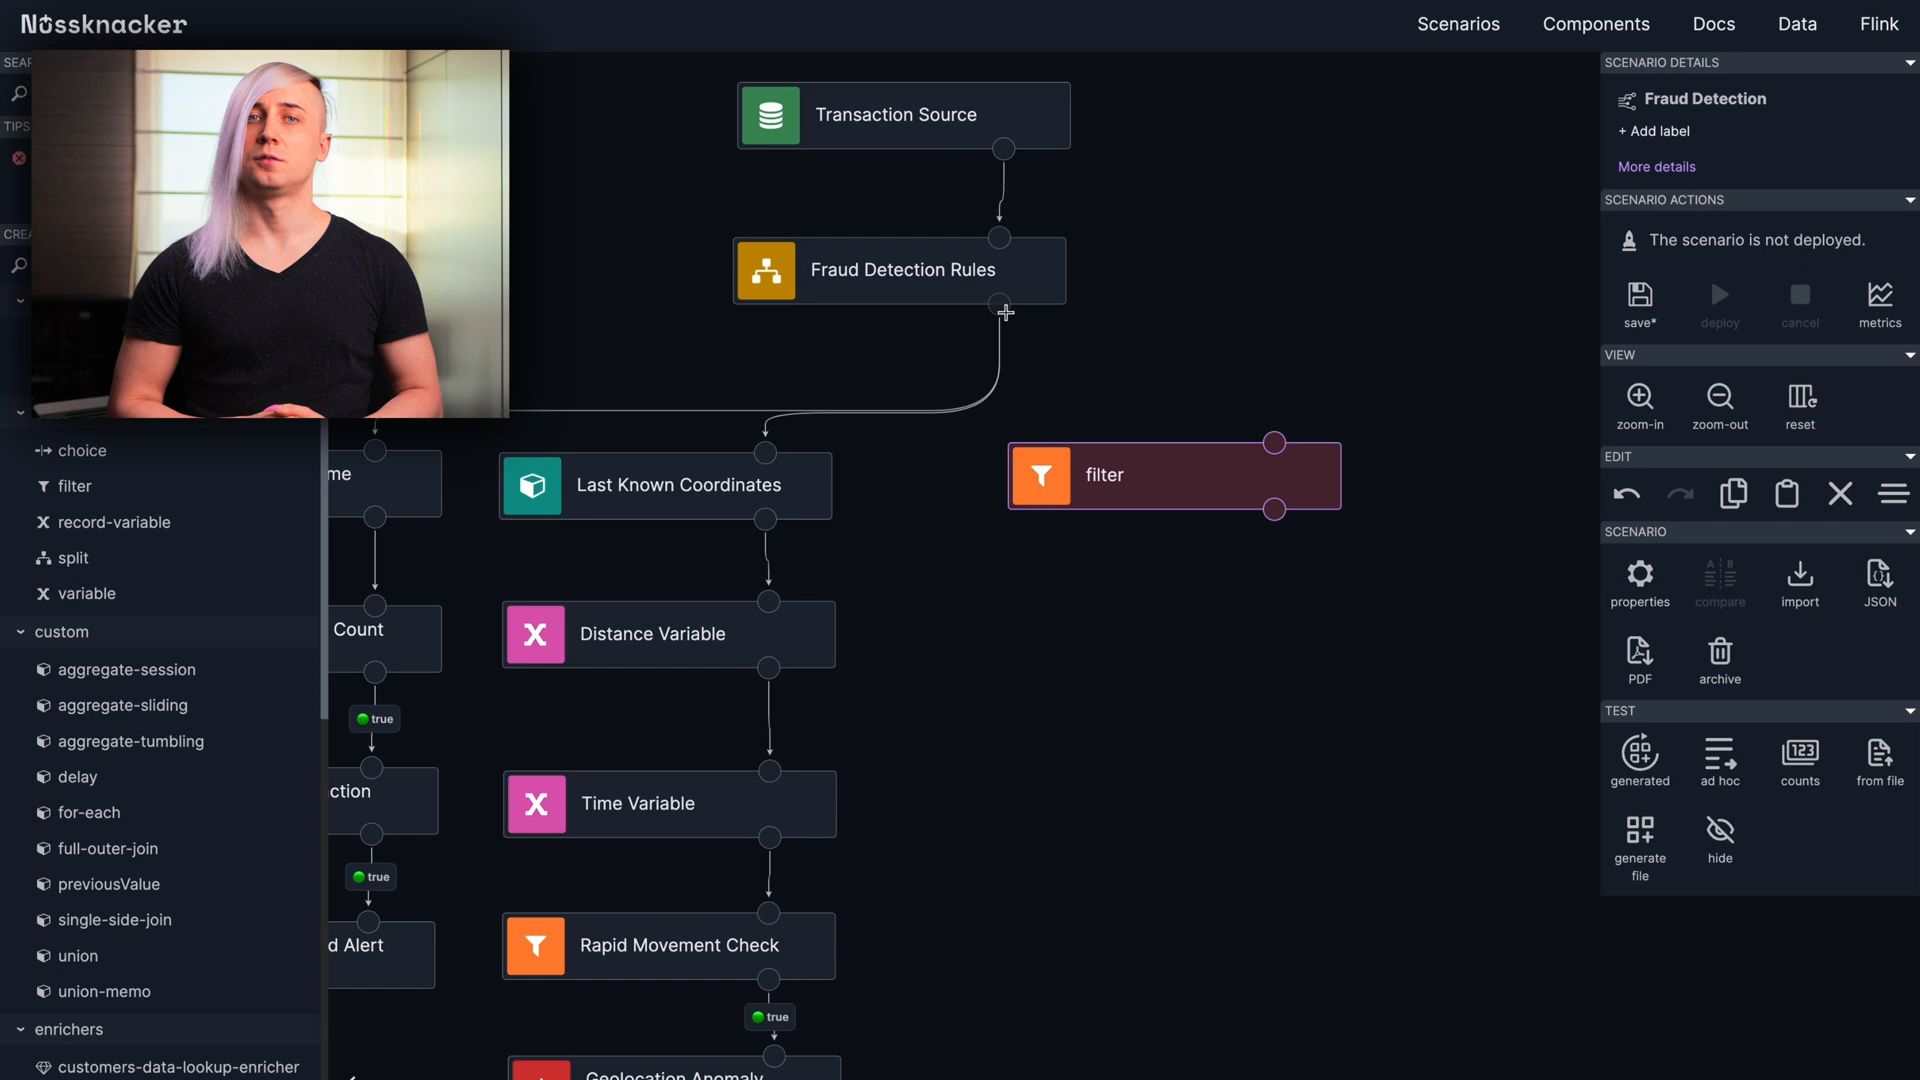 Nussknacker
Scenarios
Components
Docs
Data
Flink
SEAR
TIPS
CREA
choice
filter
record-variable
split
variable
custom
aggregate-session
aggregate-sliding
aggregate-tumbling
delay
for-each
full-outer-join
previousValue
single-side-join
union
union-memo
enrichers
customers-data-lookup-enricher
Transaction Source
Fraud Detection Rules
me
Last Known Coordinates
filter
Count
Distance Variable
true
ction
Time Variable
true
d Alert
Rapid Movement Check
true
Geolocation Anomaly
SCENARIO DETAILS
Fraud Detection
+ Add label
More details
SCENARIO ACTIONS
The scenario is not deployed.
save*
deploy
cancel
metrics
VIEW
zoom-in
zoom-out
reset
EDIT
SCENARIO
A B
properties
compare
import
JSON
PDF
archive
TEST
123
generated
ad hoc
counts
from file
generate
file
hide